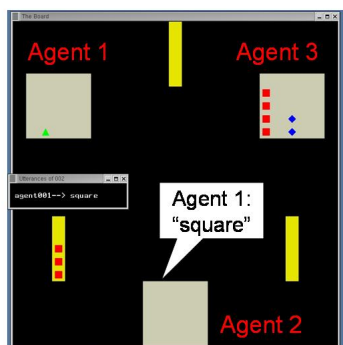 The Board
Agent 1
Agent 3
Utterances of 002
agent001--> square
Agent 1:
“square”
Agent 2